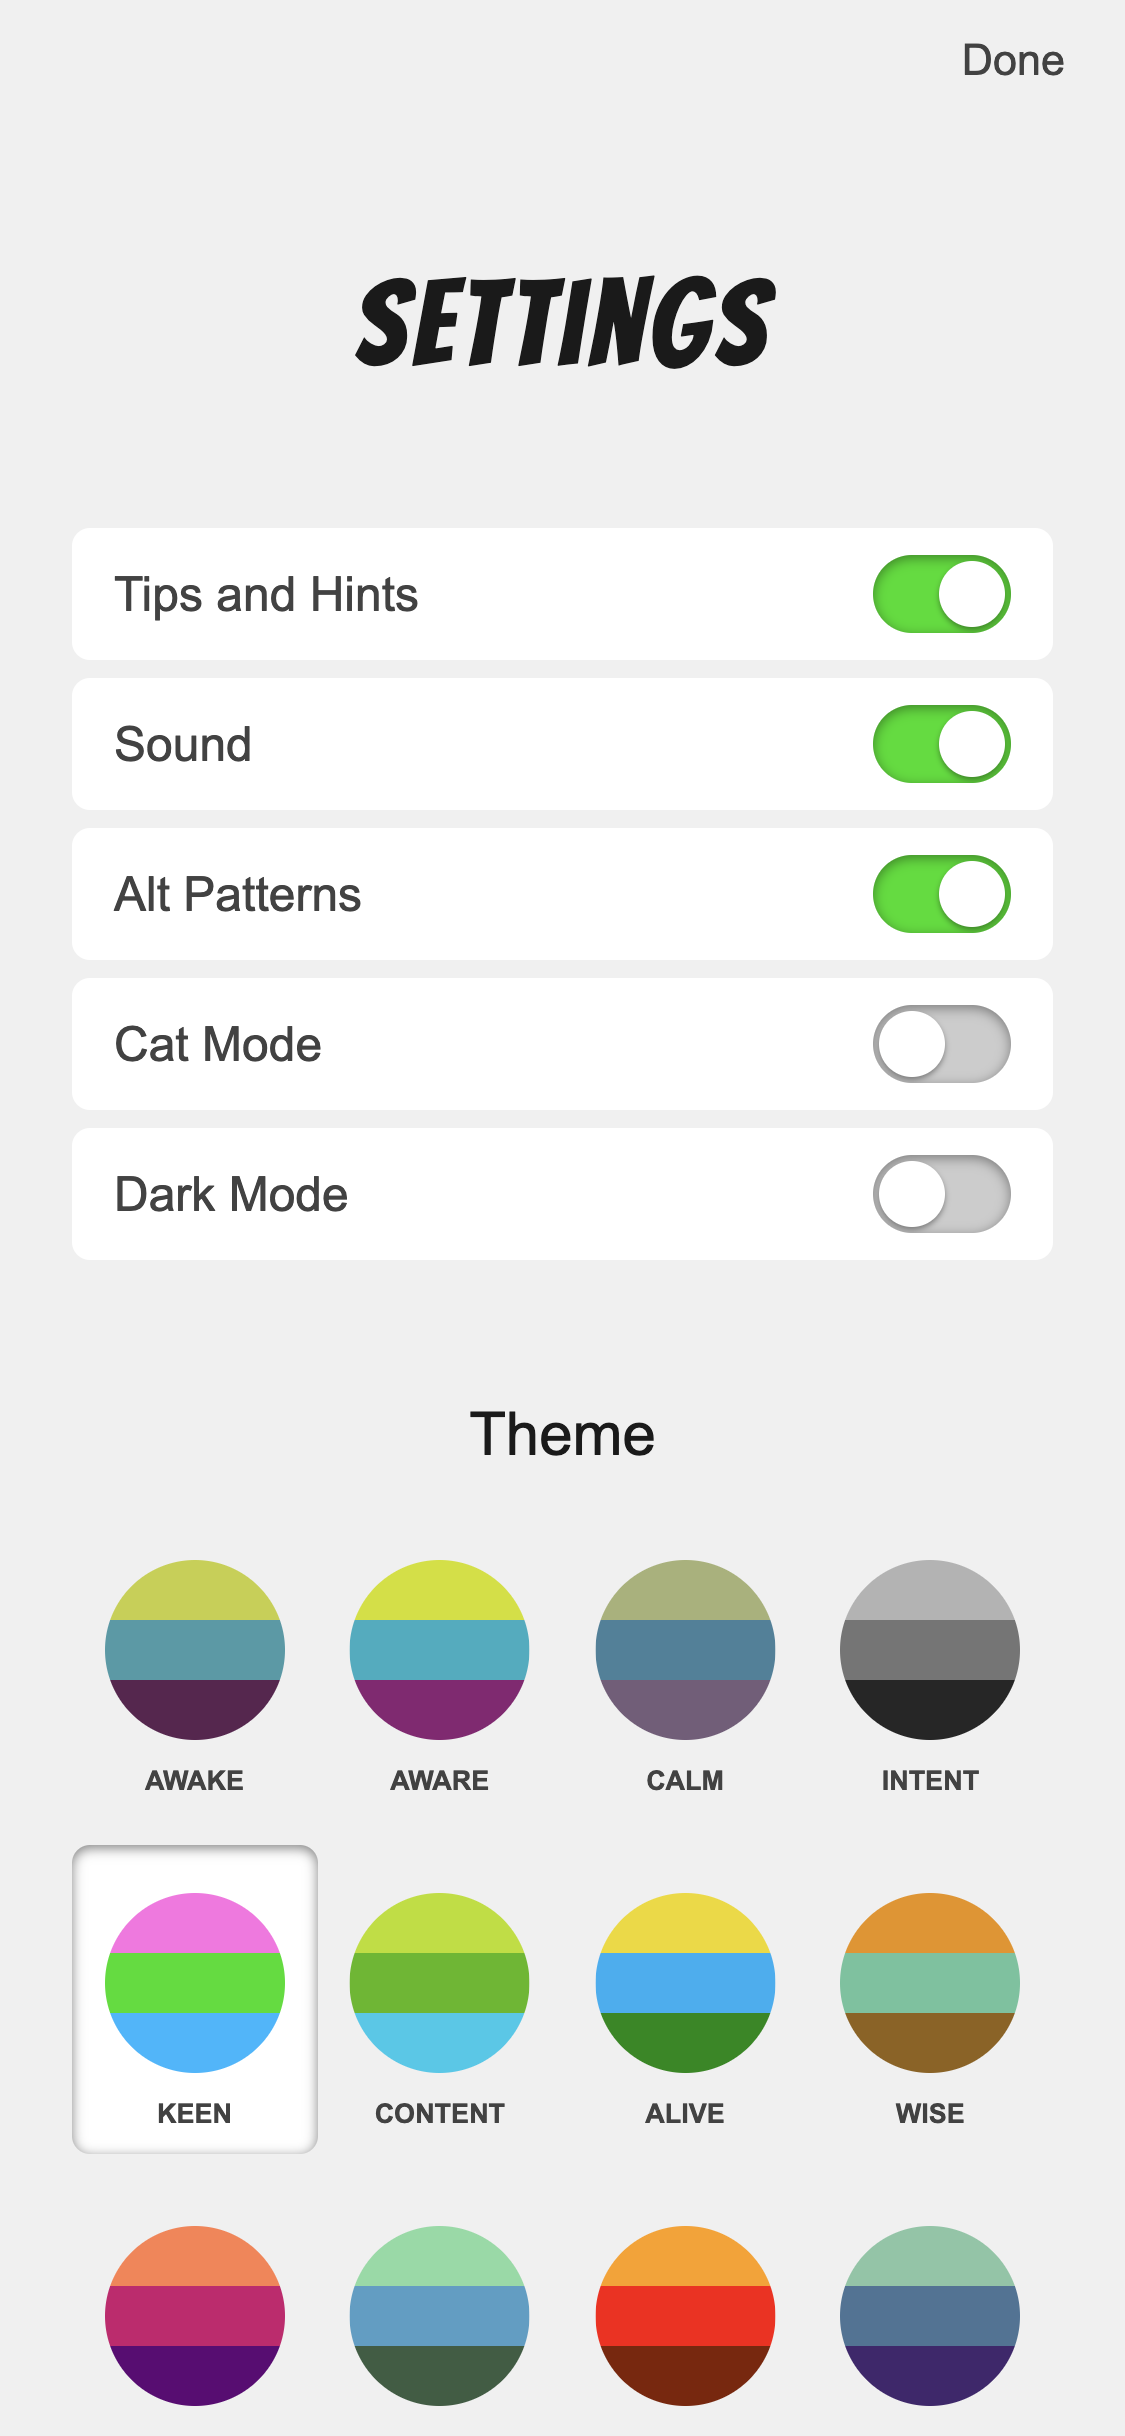 Done
SETTINGS
Tips and Hints
Sound
Alt Patterns
Cat Mode
Dark Mode
Theme
AWAKE AWARE CALM INTENT
KEEN CONTENT ALIVE WISE